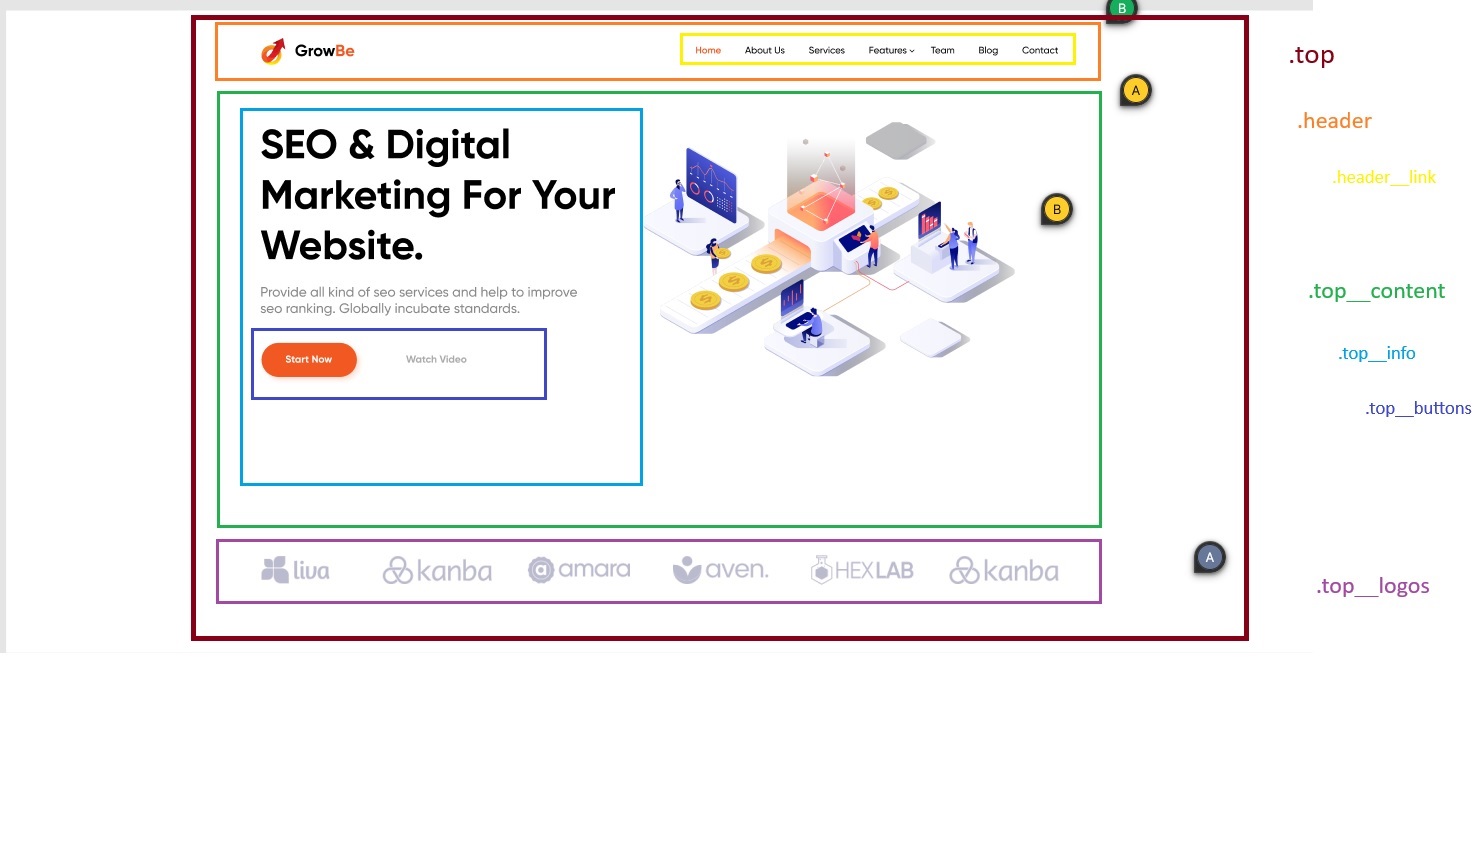 B
GrowBe
Home About Us Services Features Team Blog Contact
.top
A
.header
.header__link
SEO & Digital
Marketing For Your
Website.
B
Provide all kind of seo services and help to improve
seo ranking. Globally incubate standards.
.top__content
Start Now Watch Video
.top__info
.top__buttons
liva kanba amara aven. HEXLAB kanba
A
.top__logos